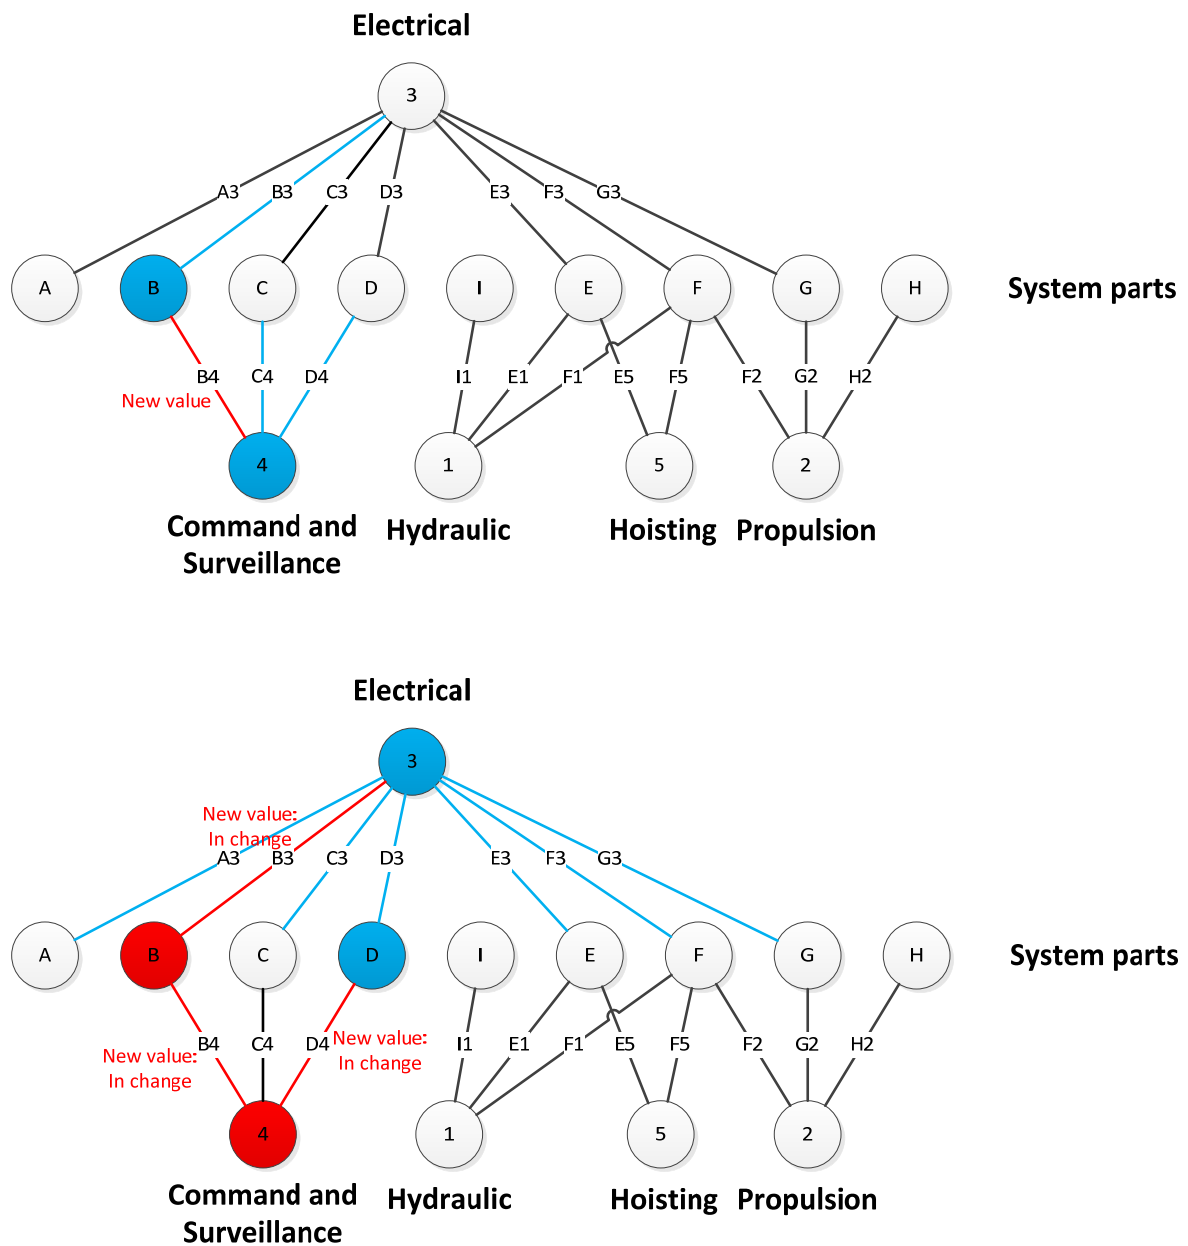 Electrical
3
A3 B3 C3 D3 E3 F3 G3
A B C D I E F G H
System parts
B4 C4 D4 I1 E1 F1 E5 F5 F2 G2 H2
New value
4 1 5 2
Command and
Surveillance
Hydraulic
Hoisting
Propulsion
Electrical
3
New value:
In change
A3 B3 C3 D3 E3 F3 G3
A B C D I E F G H
System parts
B4 C4 D4 I1 E1 F1 E5 F5 F2 G2 H2
New value:
In change
New value:
In change
4 1 5 2
Command and
Surveillance
Hydraulic
Hoisting
Propulsion